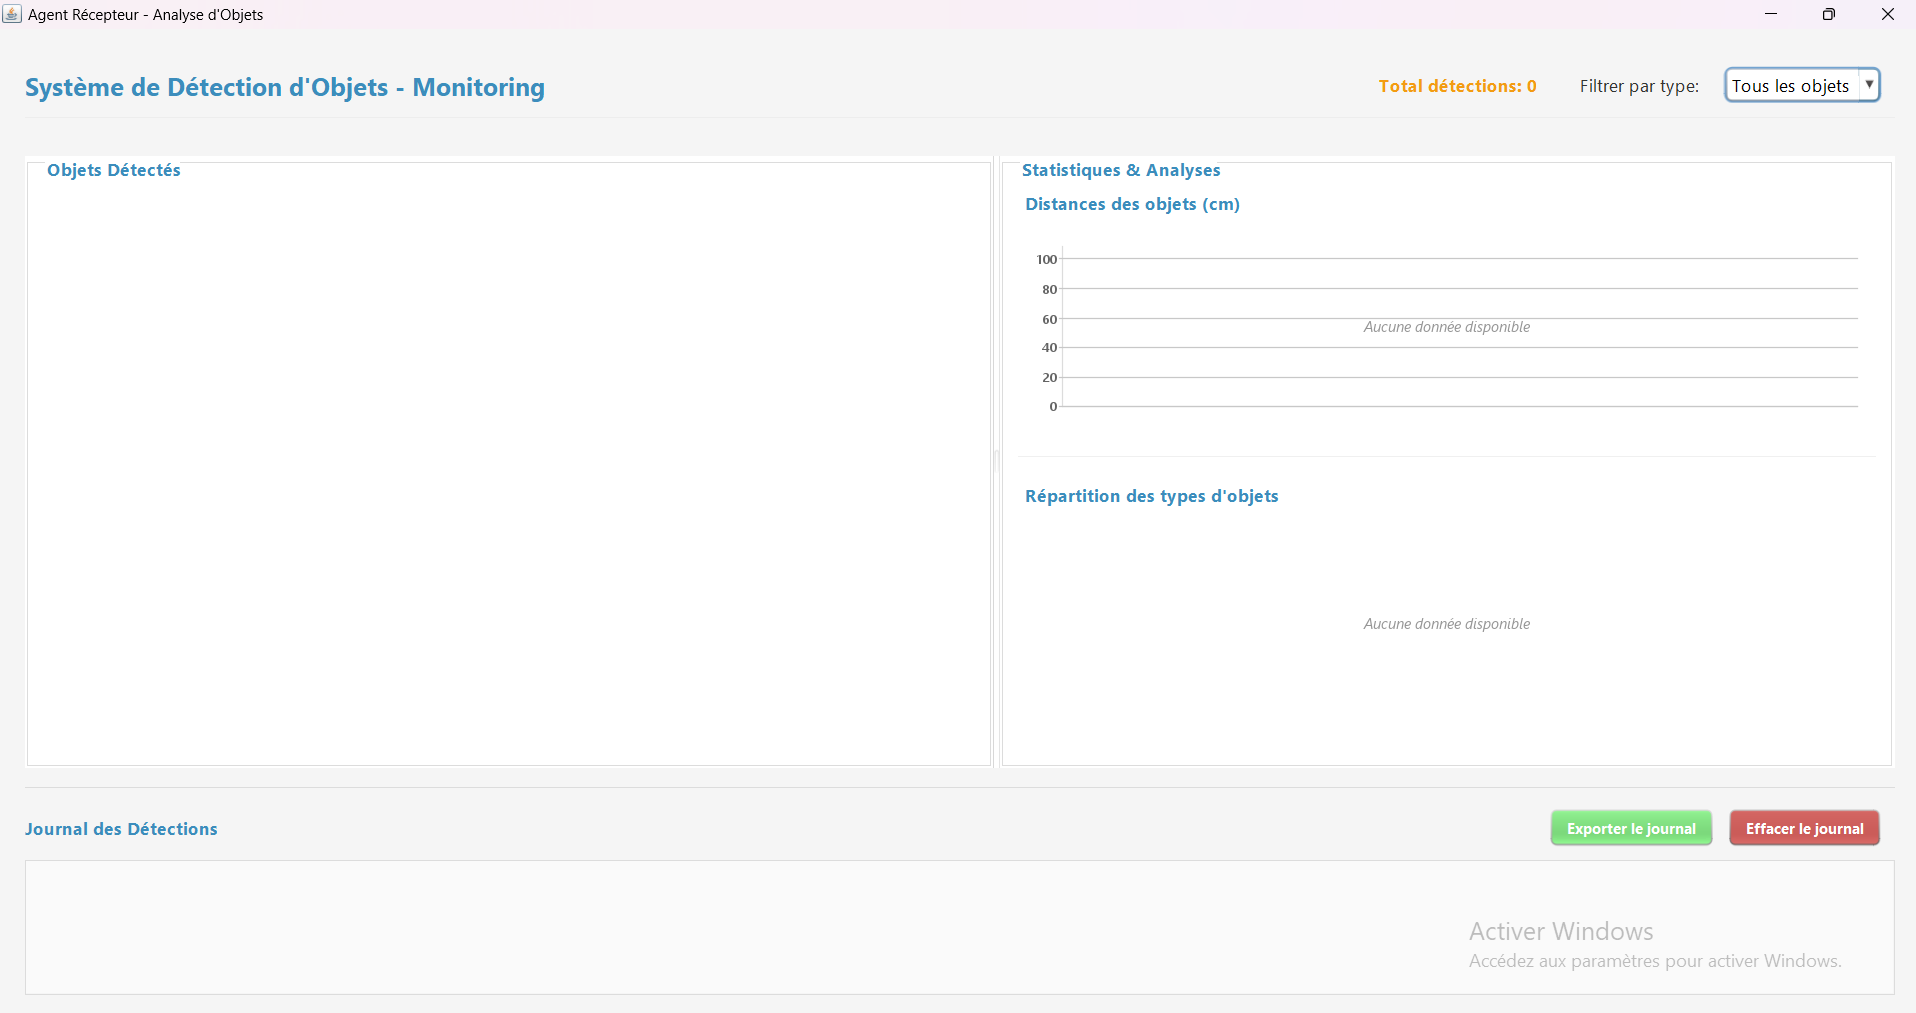 Agent Récepteur - Analyse d'Objets
Système de Détection d'Objets - Monitoring
Total détections: 0
Filtrer par type:
Tous les objets
Objets Détectés
Statistiques & Analyses
Distances des objets (cm)
100
80
60
Aucune donnée disponible
40
20
0
Répartition des types d'objets
Aucune donnée disponible
Journal des Détections
Exporter le journal
Effacer le journal
Activer Windows
Accédez aux paramètres pour activer Windows.